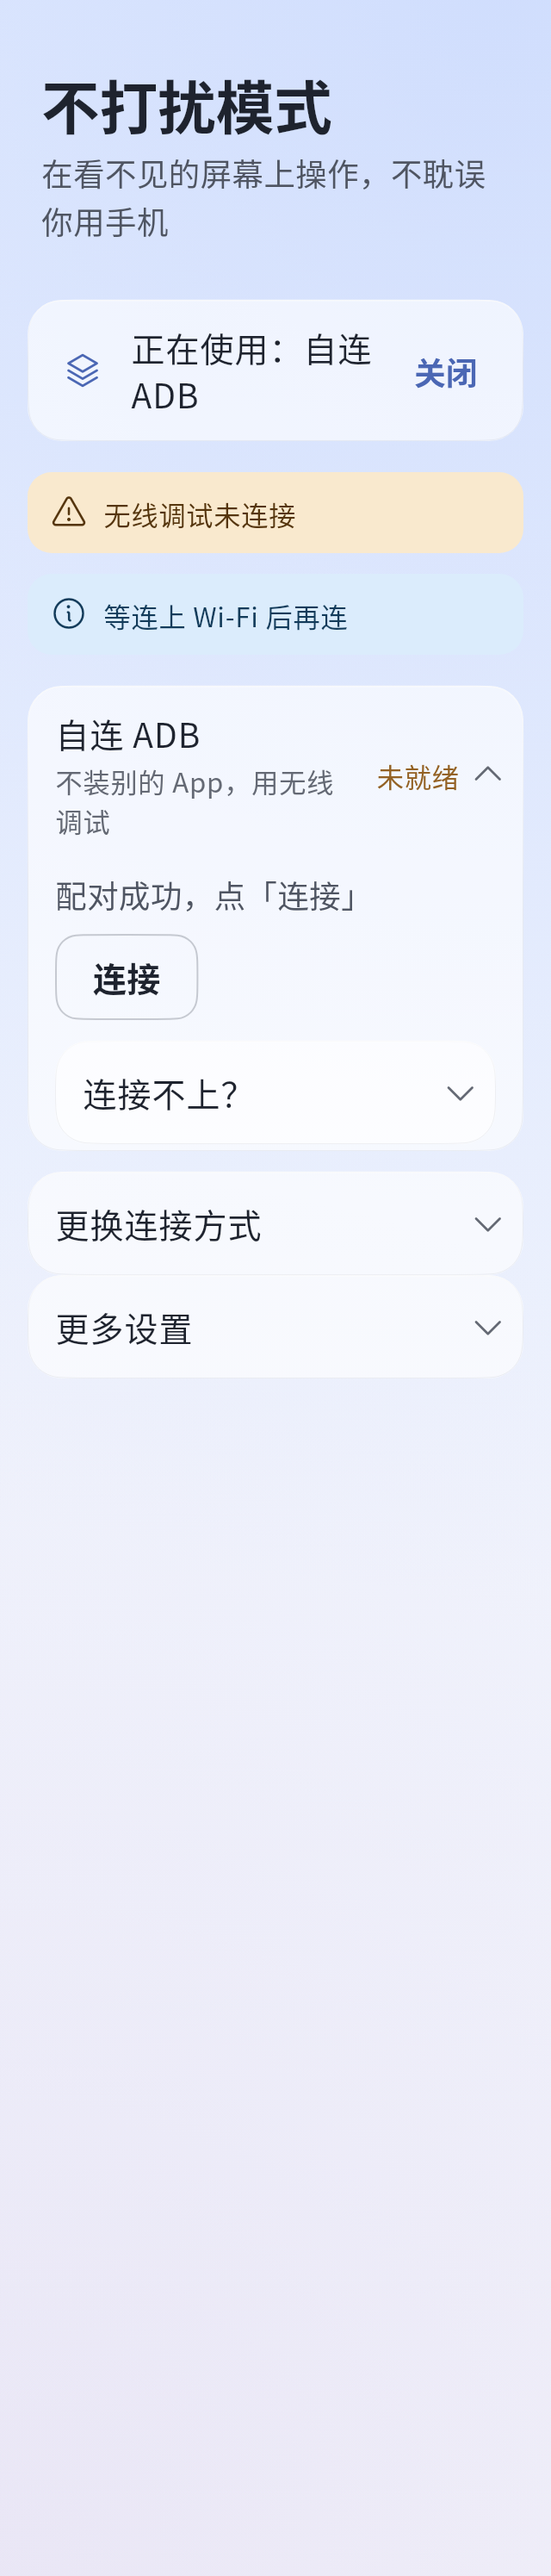 不打扰模式
在看不见的屏幕上操作，不耽误
你用手机
正在使用：自连
ADB
关闭
无线调试未连接
等连上 Wi-Fi 后再连
自连 ADB
不装别的 App，用无线
调试
未就绪
配对成功，点「连接」
连接
连接不上？
更换连接方式
更多设置